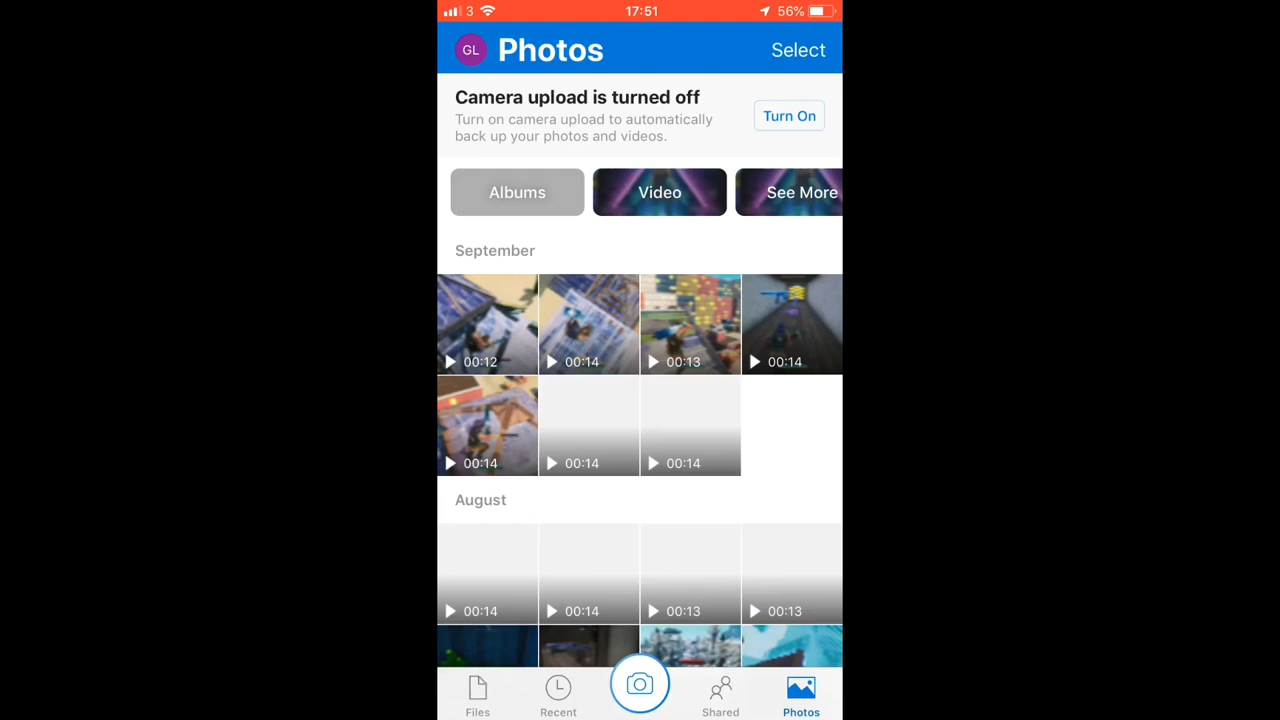 3 17:51 56%
GL Photos Select
Camera upload is turned off
Turn on camera upload to automatically
back up your photos and videos.
Turn On
Albums Video See More
September
00:12 00:14 00:13 00:14
00:14 00:14 00:14
August
00:14 00:14 00:13 00:13
Files Recent Shared Photos